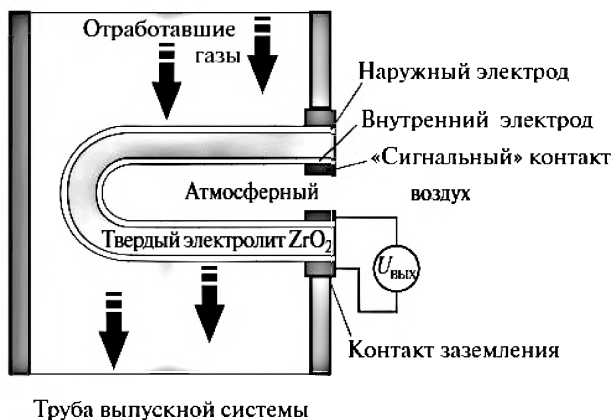 Отработавшие
газы
Наружный электрод
Внутренний электрод
«Сигнальный» контакт
Атмосферный воздух
Твердый электролит ZrO₂
Uвых
Контакт заземления
Труба выпускной системы